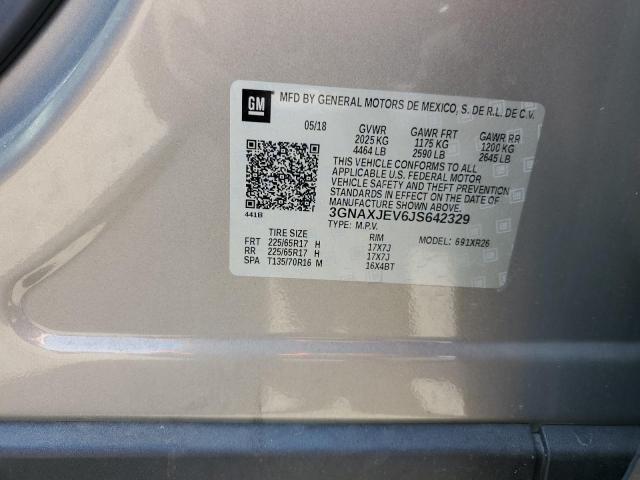 GM MFD BY GENERAL MOTORS DE MEXICO, S. DE R.L. DE C.V.
05/18 GVWR GAWR FRT GAWR RR
2025 KG 1175 KG 1200 KG
4464 LB 2590 LB 2645 LB
THIS VEHICLE CONFORMS TO ALL
APPLICABLE U.S. FEDERAL MOTOR
VEHICLE SAFETY AND THEFT PREVENTION
STANDARDS IN EFFECT ON THE DATE OF
MANUFACTURE SHOWN ABOVE.
441B 3GNAXJEV6JS642329
TYPE: M.P.V.
TIRE SIZE RIM MODEL: 691XR26
FRT 225/65R17 H 17X7J
RR 225/65R17 H 17X7J
SPA T135/70R16 M 16X4BT